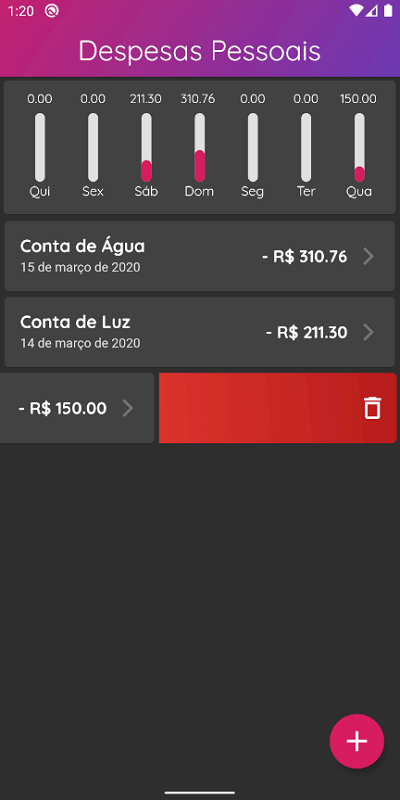 1:20
Despesas Pessoais
0.00 0.00 211.30 310.76 0.00 0.00 150.00
Qui Sex Sáb Dom Seg Ter Qua
Conta de Água
15 de março de 2020
- R$ 310.76
Conta de Luz
14 de março de 2020
- R$ 211.30
- R$ 150.00